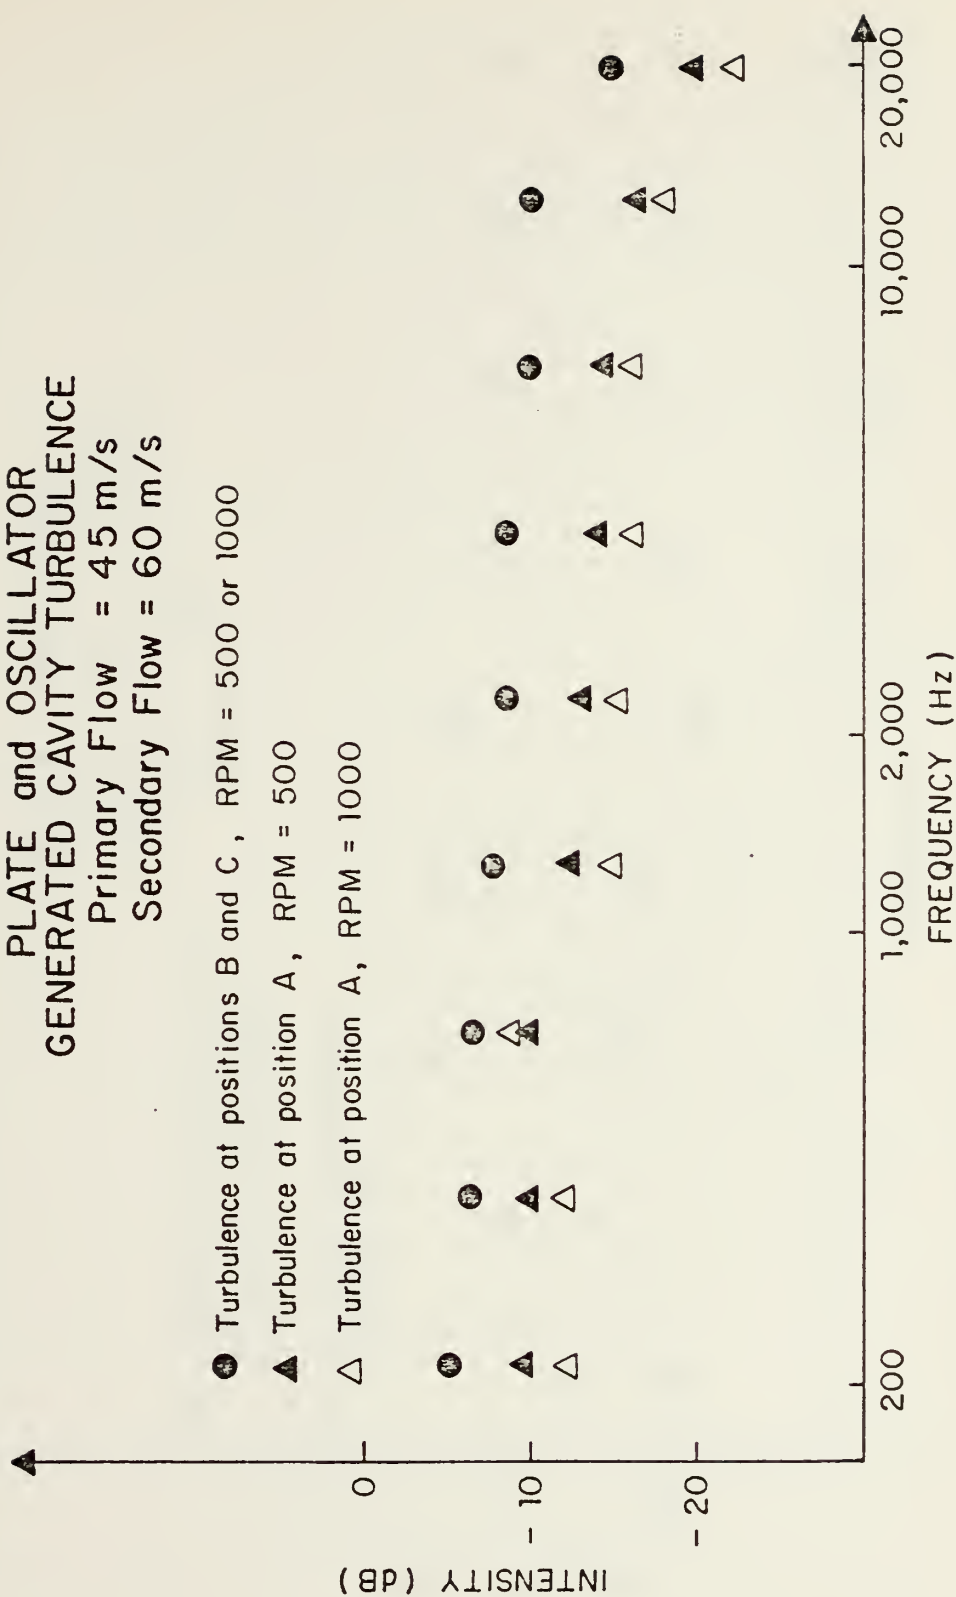 PLATE and OSCILLATOR
GENERATED CAVITY TURBULENCE
Primary Flow = 45 m/s
Secondary Flow = 60 m/s
Turbulence at positions B and C, RPM = 500 or 1000
Turbulence at position A, RPM = 500
Turbulence at position A, RPM = 1000
INTENSITY (dB)
0
-10
-20
200
1,000
2,000
10,000
20,000
FREQUENCY (Hz)